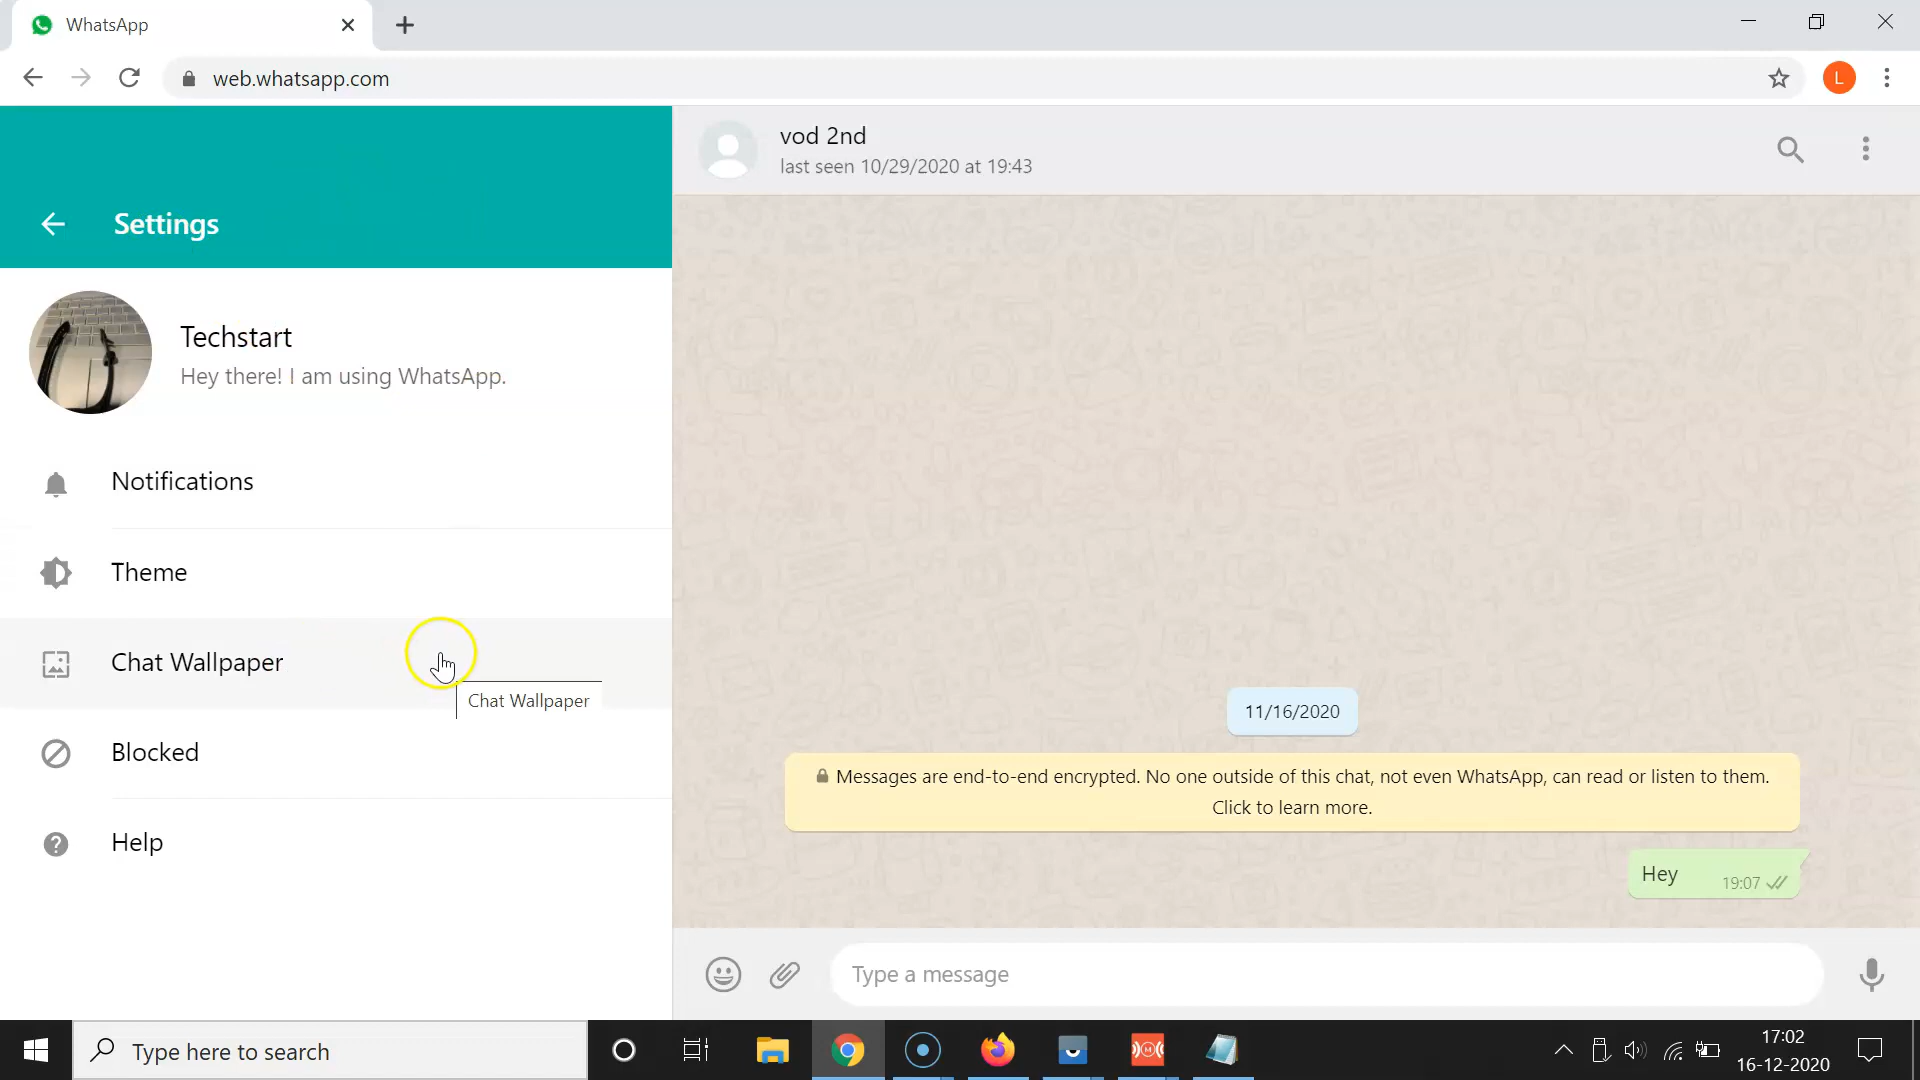 WhatsApp
web.whatsapp.com
L
Settings
Techstart
Hey there! I am using WhatsApp.
Notifications
Theme
Chat Wallpaper
Chat Wallpaper
Blocked
Help
vod 2nd
last seen 10/29/2020 at 19:43
11/16/2020
Messages are end-to-end encrypted. No one outside of this chat, not even WhatsApp, can read or listen to them.
Click to learn more.
Hey
19:07
Type a message
Type here to search
17:02
16-12-2020